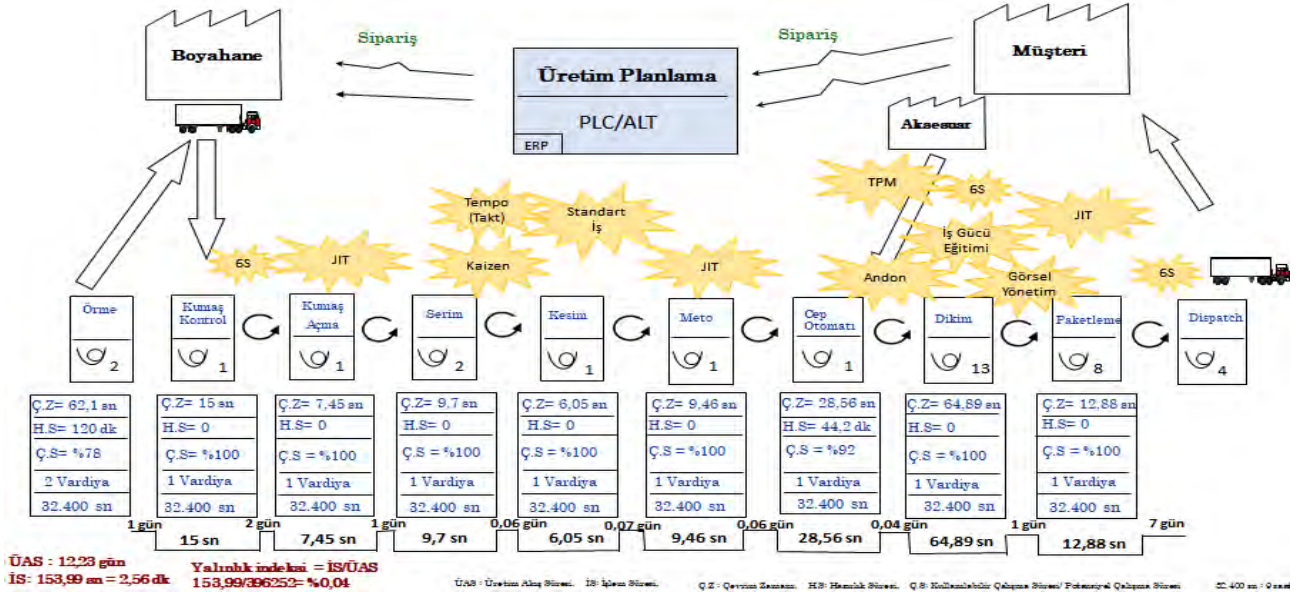 Boyahane
Sipariş
Üretim Planlama
PLC/ALT
ERP
Sipariş
Müşteri
Aksesuar
TPM
6S
JIT
Tempo
(Takt)
Standart
İş
İş Gücü
Eğitimi
6S
JIT
Kaizen
JIT
Andon
Görsel
Yönetim
6S
Örme
2
Kumaş
Kontrol
1
Kumaş
Açma
1
Serim
2
Kesim
1
Meto
1
Cep
Otomatı
1
Dikim
13
Paketleme
8
Dispatch
4
Ç.Z= 62,1 sn
H.S= 120 dk
Ç.S= %78
2 Vardiya
32.400 sn
Ç.Z= 15 sn
H.S= 0
Ç.S= %100
1 Vardiya
32.400 sn
Ç.Z= 7,45 sn
H.S= 0
Ç.S = %100
1 Vardiya
32.400 sn
Ç.Z= 9,7 sn
H.S= 0
Ç.S = %100
1 Vardiya
32.400 sn
Ç.Z= 6,05 sn
H.S= 0
Ç.S = %100
1 Vardiya
32.400 sn
Ç.Z= 9,46 sn
H.S= 0
Ç.S = %100
1 Vardiya
32.400 sn
Ç.Z= 28,56 sn
H.S= 44,2 dk
Ç.S = %92
1 Vardiya
32.400 sn
Ç.Z= 64,89 sn
H.S= 0
Ç.S = %100
1 Vardiya
32.400 sn
Ç.Z= 12,88 sn
H.S= 0
Ç.S = %100
1 Vardiya
32.400 sn
1 gün
2 gün
1 gün
0,06 gün
0,07 gün
0,06 gün
0,04 gün
1 gün
7 gün
15 sn
7,45 sn
9,7 sn
6,05 sn
9,46 sn
28,56 sn
64,89 sn
12,88 sn
ÜAS : 12,23 gün
İS: 153,99 sn = 2,56 dk
Yalınlık indeksi = İS/ÜAS
153,99/396252= %0,04
ÜAS : Üretim Akış Süresi. İS: İşlem Süresi.
Ç.Z : Çevrim Zamanı. H.S: Hazırlık Süresi. Ç.S: Kullanılabilir Çalışma Süresi/ Potansiyel Çalışma Süresi
32.400 sn : 9 saat